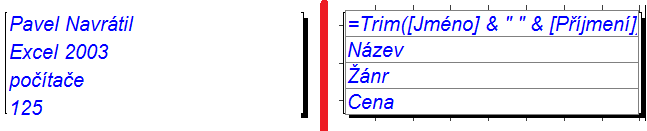 Pavel Navrátil
Excel 2003
počítače
125
=Trim([Jméno] & " " & [Příjmení]
Název
Žánr
Cena